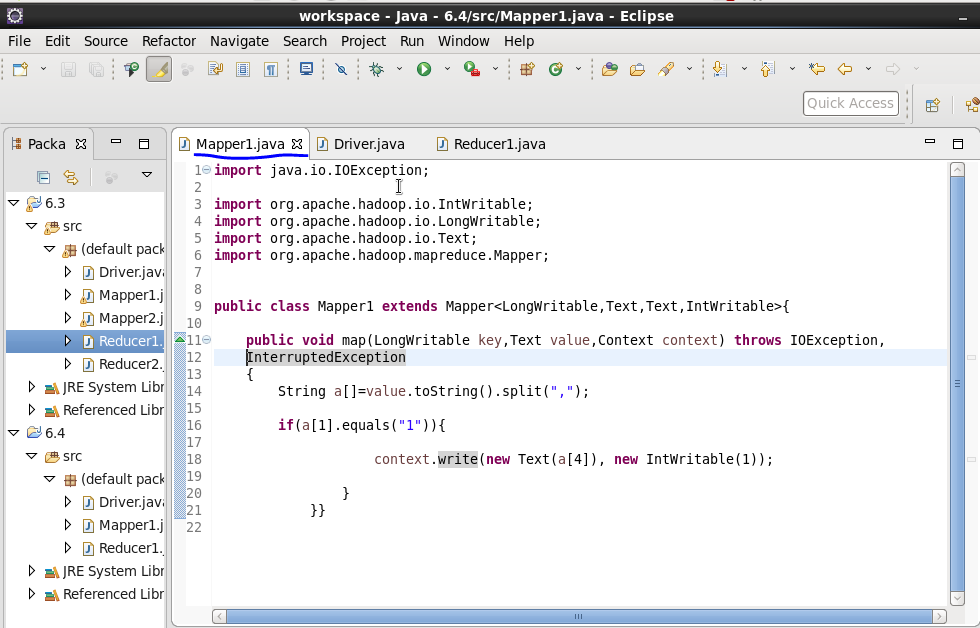 workspace - Java - 6.4/src/Mapper1.java - Eclipse
File Edit Source Refactor Navigate Search Project Run Window Help
Quick Access
Packa
Mapper1.java Driver.java Reducer1.java
6.3
src
(default pack
Driver.java
Mapper1.j
Mapper2.j
Reducer1.
Reducer2.
JRE System Libr
Referenced Libr
6.4
src
(default pack
Driver.java
Mapper1.j
Reducer1.j
JRE System Libr
Referenced Libr
1 import java.io.IOException;
2
3 import org.apache.hadoop.io.IntWritable;
4 import org.apache.hadoop.io.LongWritable;
5 import org.apache.hadoop.io.Text;
6 import org.apache.hadoop.mapreduce.Mapper;
7
8
9 public class Mapper1 extends Mapper<LongWritable,Text,Text,IntWritable>{
10
11 public void map(LongWritable key,Text value,Context context) throws IOException,
12 InterruptedException
13 {
14 String a[]=value.toString().split(",");
15
16 if(a[1].equals("1")){
17
18 context.write(new Text(a[4]), new IntWritable(1));
19
20 }
21 }}
22